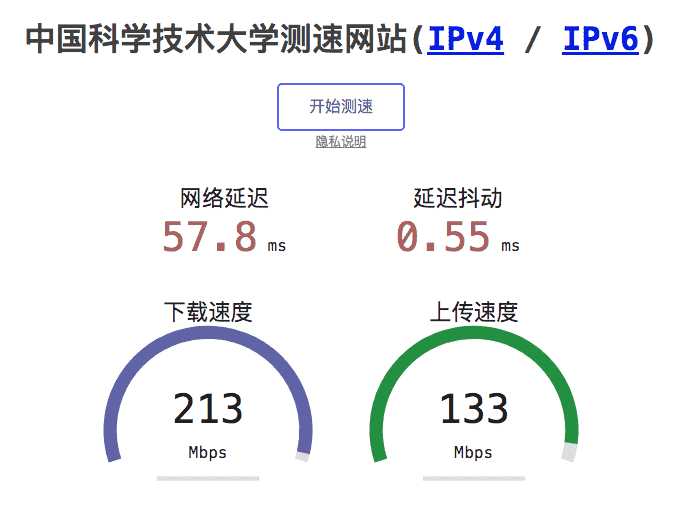 中国科学技术大学测速网站(IPv4 / IPv6)
开始测速
隐私说明
网络延迟
57.8 ms
延迟抖动
0.55 ms
下载速度
213
Mbps
上传速度
133
Mbps